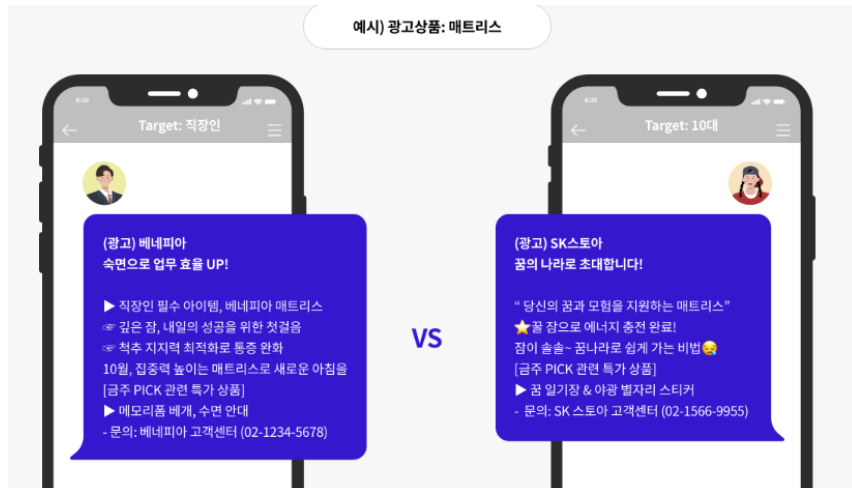 예시) 광고상품: 매트리스
8:20
Target: 직장인
(광고) 베네피아
숙면으로 업무 효율 UP!
▶ 직장인 필수 아이템, 베네피아 매트리스
☞ 깊은 잠, 내일의 성공을 위한 첫걸음
☞ 척추 지지력 최적화로 통증 완화
10월, 집중력 높이는 매트리스로 새로운 아침을
[금주 PICK 관련 특가 상품]
▶ 메모리폼 베개, 수면 안대
- 문의: 베네피아 고객센터 (02-1234-5678)
VS
8:20
Target: 10대
(광고) SK스토아
꿈의 나라로 초대합니다!
“ 당신의 꿈과 모험을 지원하는 매트리스”
⭐꿀 잠으로 에너지 충전 완료!
잠이 솔솔~ 꿈나라로 쉽게 가는 비법😪
[금주 PICK 관련 특가 상품]
▶ 꿈 일기장 & 야광 별자리 스티커
- 문의: SK 스토아 고객센터 (02-1566-9955)